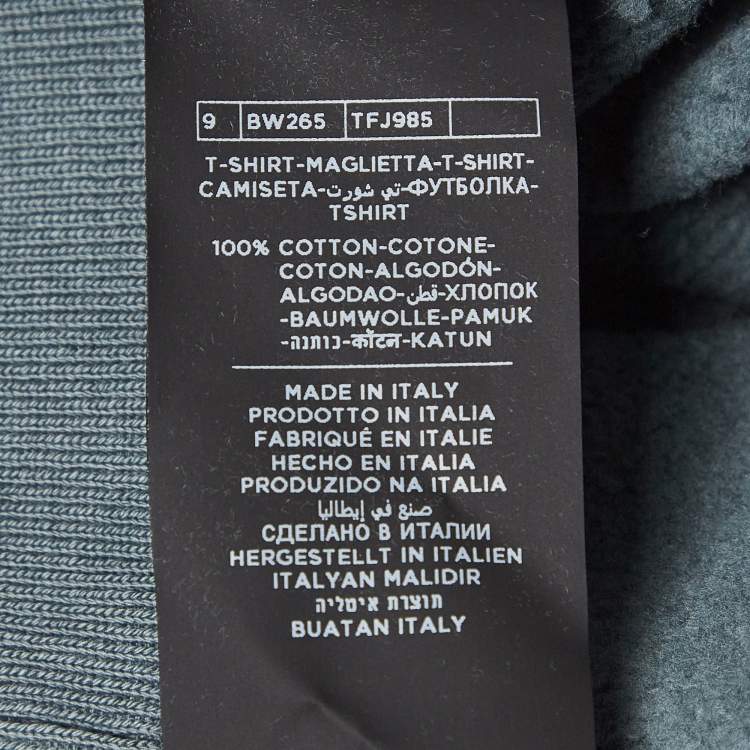 9 BW265 TFJ985
T-SHIRT-MAGLIETTA-T-SHIRT-
CAMISETA-تي شورت-ФУТБОЛКА-
TSHIRT
100% COTTON-COTONE-
COTON-ALGODÓN-
ALGODAO-قطن-ХЛОПОК
-BAUMWOLLE-PAMUK
-כותנה-कॉटन-KATUN
MADE IN ITALY
PRODOTTO IN ITALIA
FABRIQUÉ EN ITALIE
HECHO EN ITALIA
PRODUZIDO NA ITALIA
صنع في إيطاليا
СДЕЛАНО В ИТАЛИИ
HERGESTELLT IN ITALIEN
ITALYAN MALIDIR
תוצרת איטליה
BUATAN ITALY